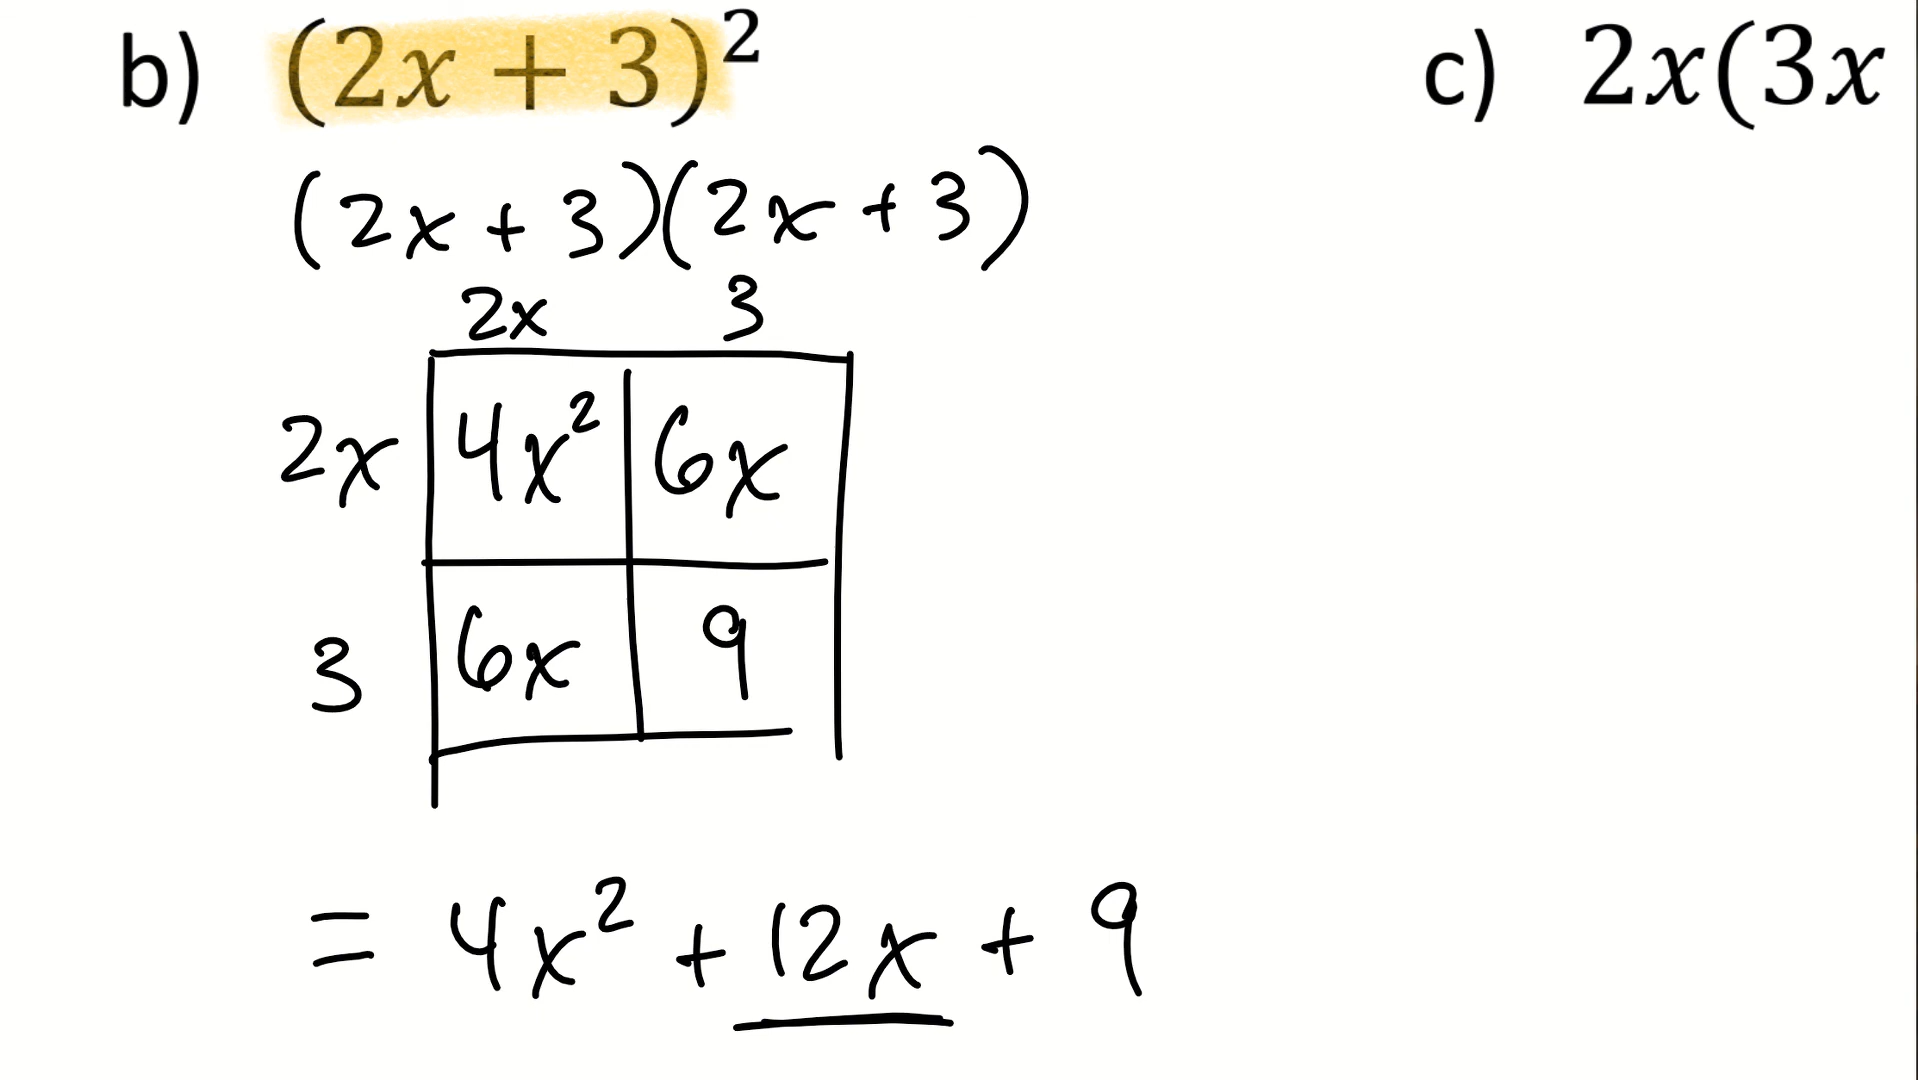 b) (2x + 3)² c) 2x(3x
(2x + 3)(2x + 3)
2x 3
2x 4x² 6x
3 6x 9
= 4x² + 12x + 9